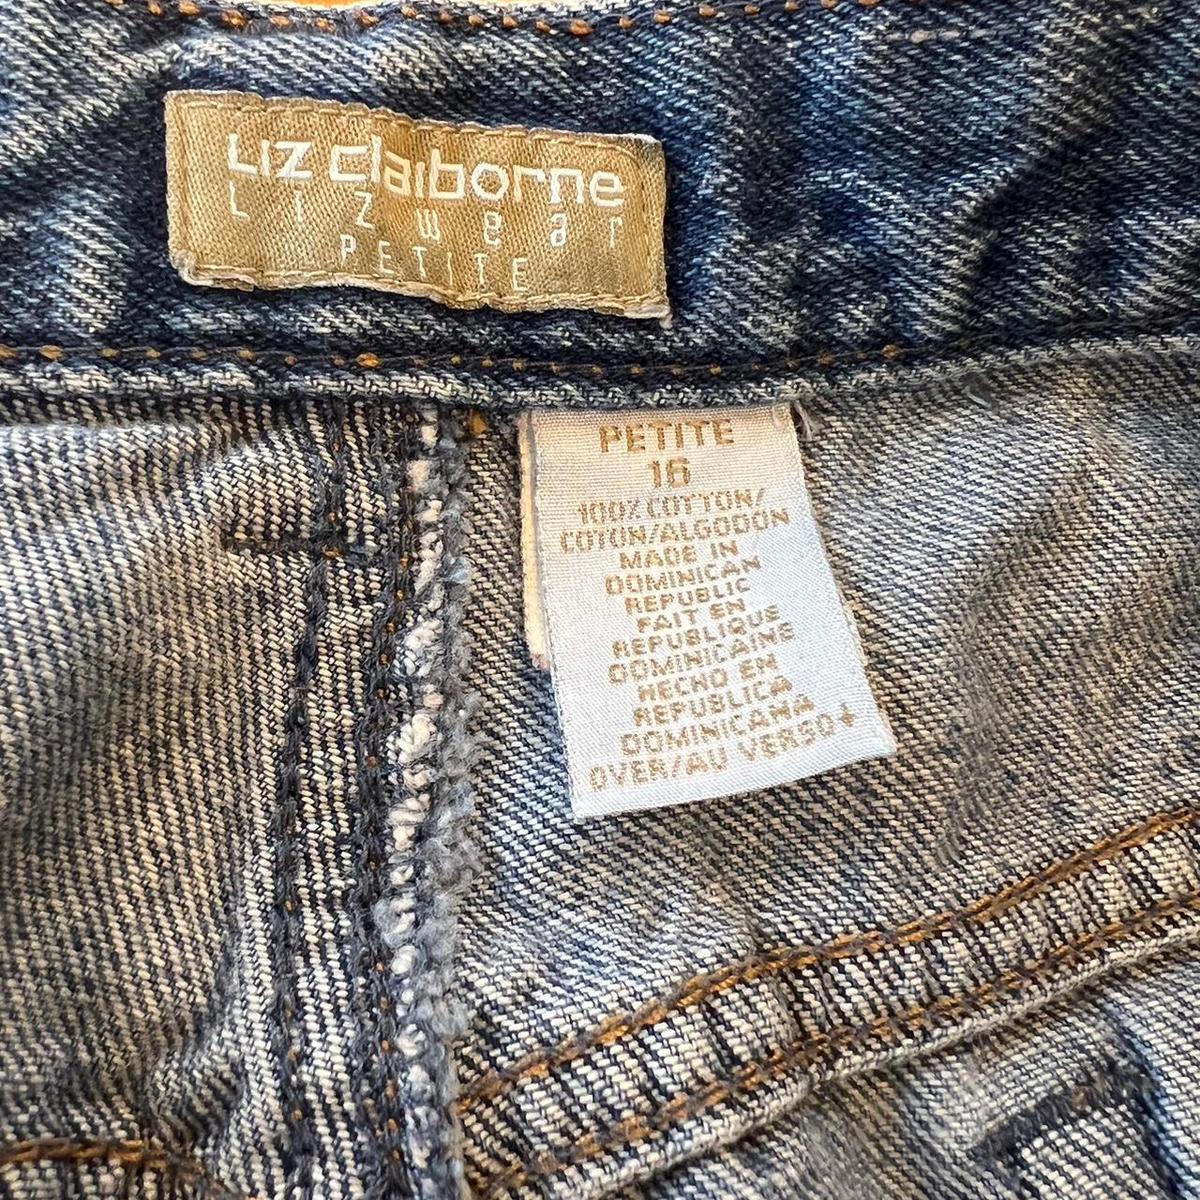 Liz claiborne
LIZwear
PETITE
PETITE
16
100% COTTON/
COTON/ALGODÓN
MADE IN
DOMINICAN
REPUBLIC
FAIT EN
REPUBLIQUE
DOMINICAINE
HECHO EN
REPUBLICA
DOMINICANA
OVER/AU VERSO